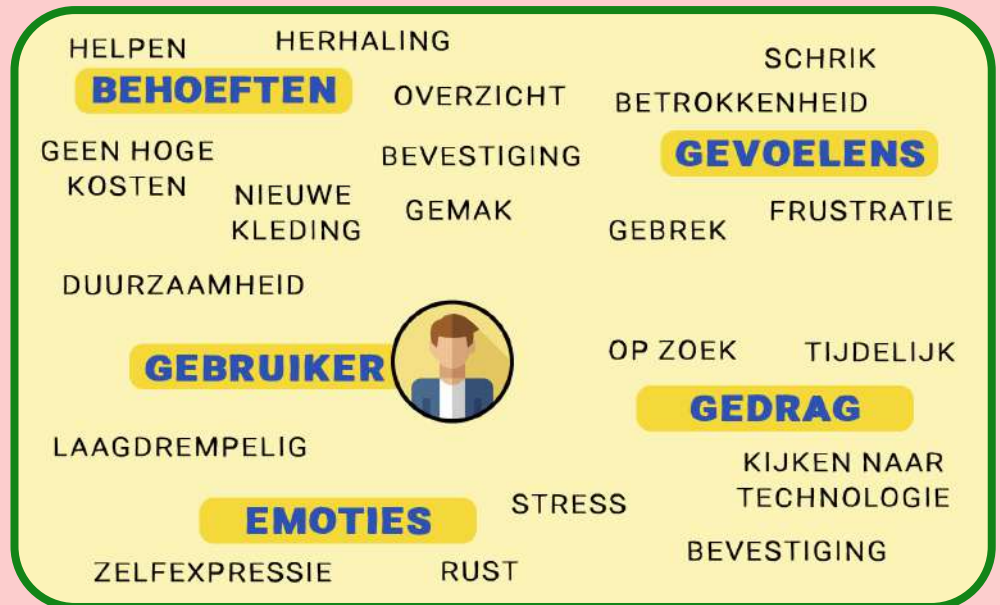 HELPEN
HERHALING
BEHOEFTEN
OVERZICHT
GEEN HOGE
KOSTEN
BEVESTIGING
NIEUWE
KLEDING
GEMAK
DUURZAAMHEID
SCHRIK
BETROKKENHEID
GEVOELENS
FRUSTRATIE
GEBREK
GEBRUIKER
LAAGDREMPELIG
OP ZOEK
TIJDELIJK
GEDRAG
KIJKEN NAAR
TECHNOLOGIE
BEVESTIGING
STRESS
EMOTIES
ZELFEXPRESSIE
RUST